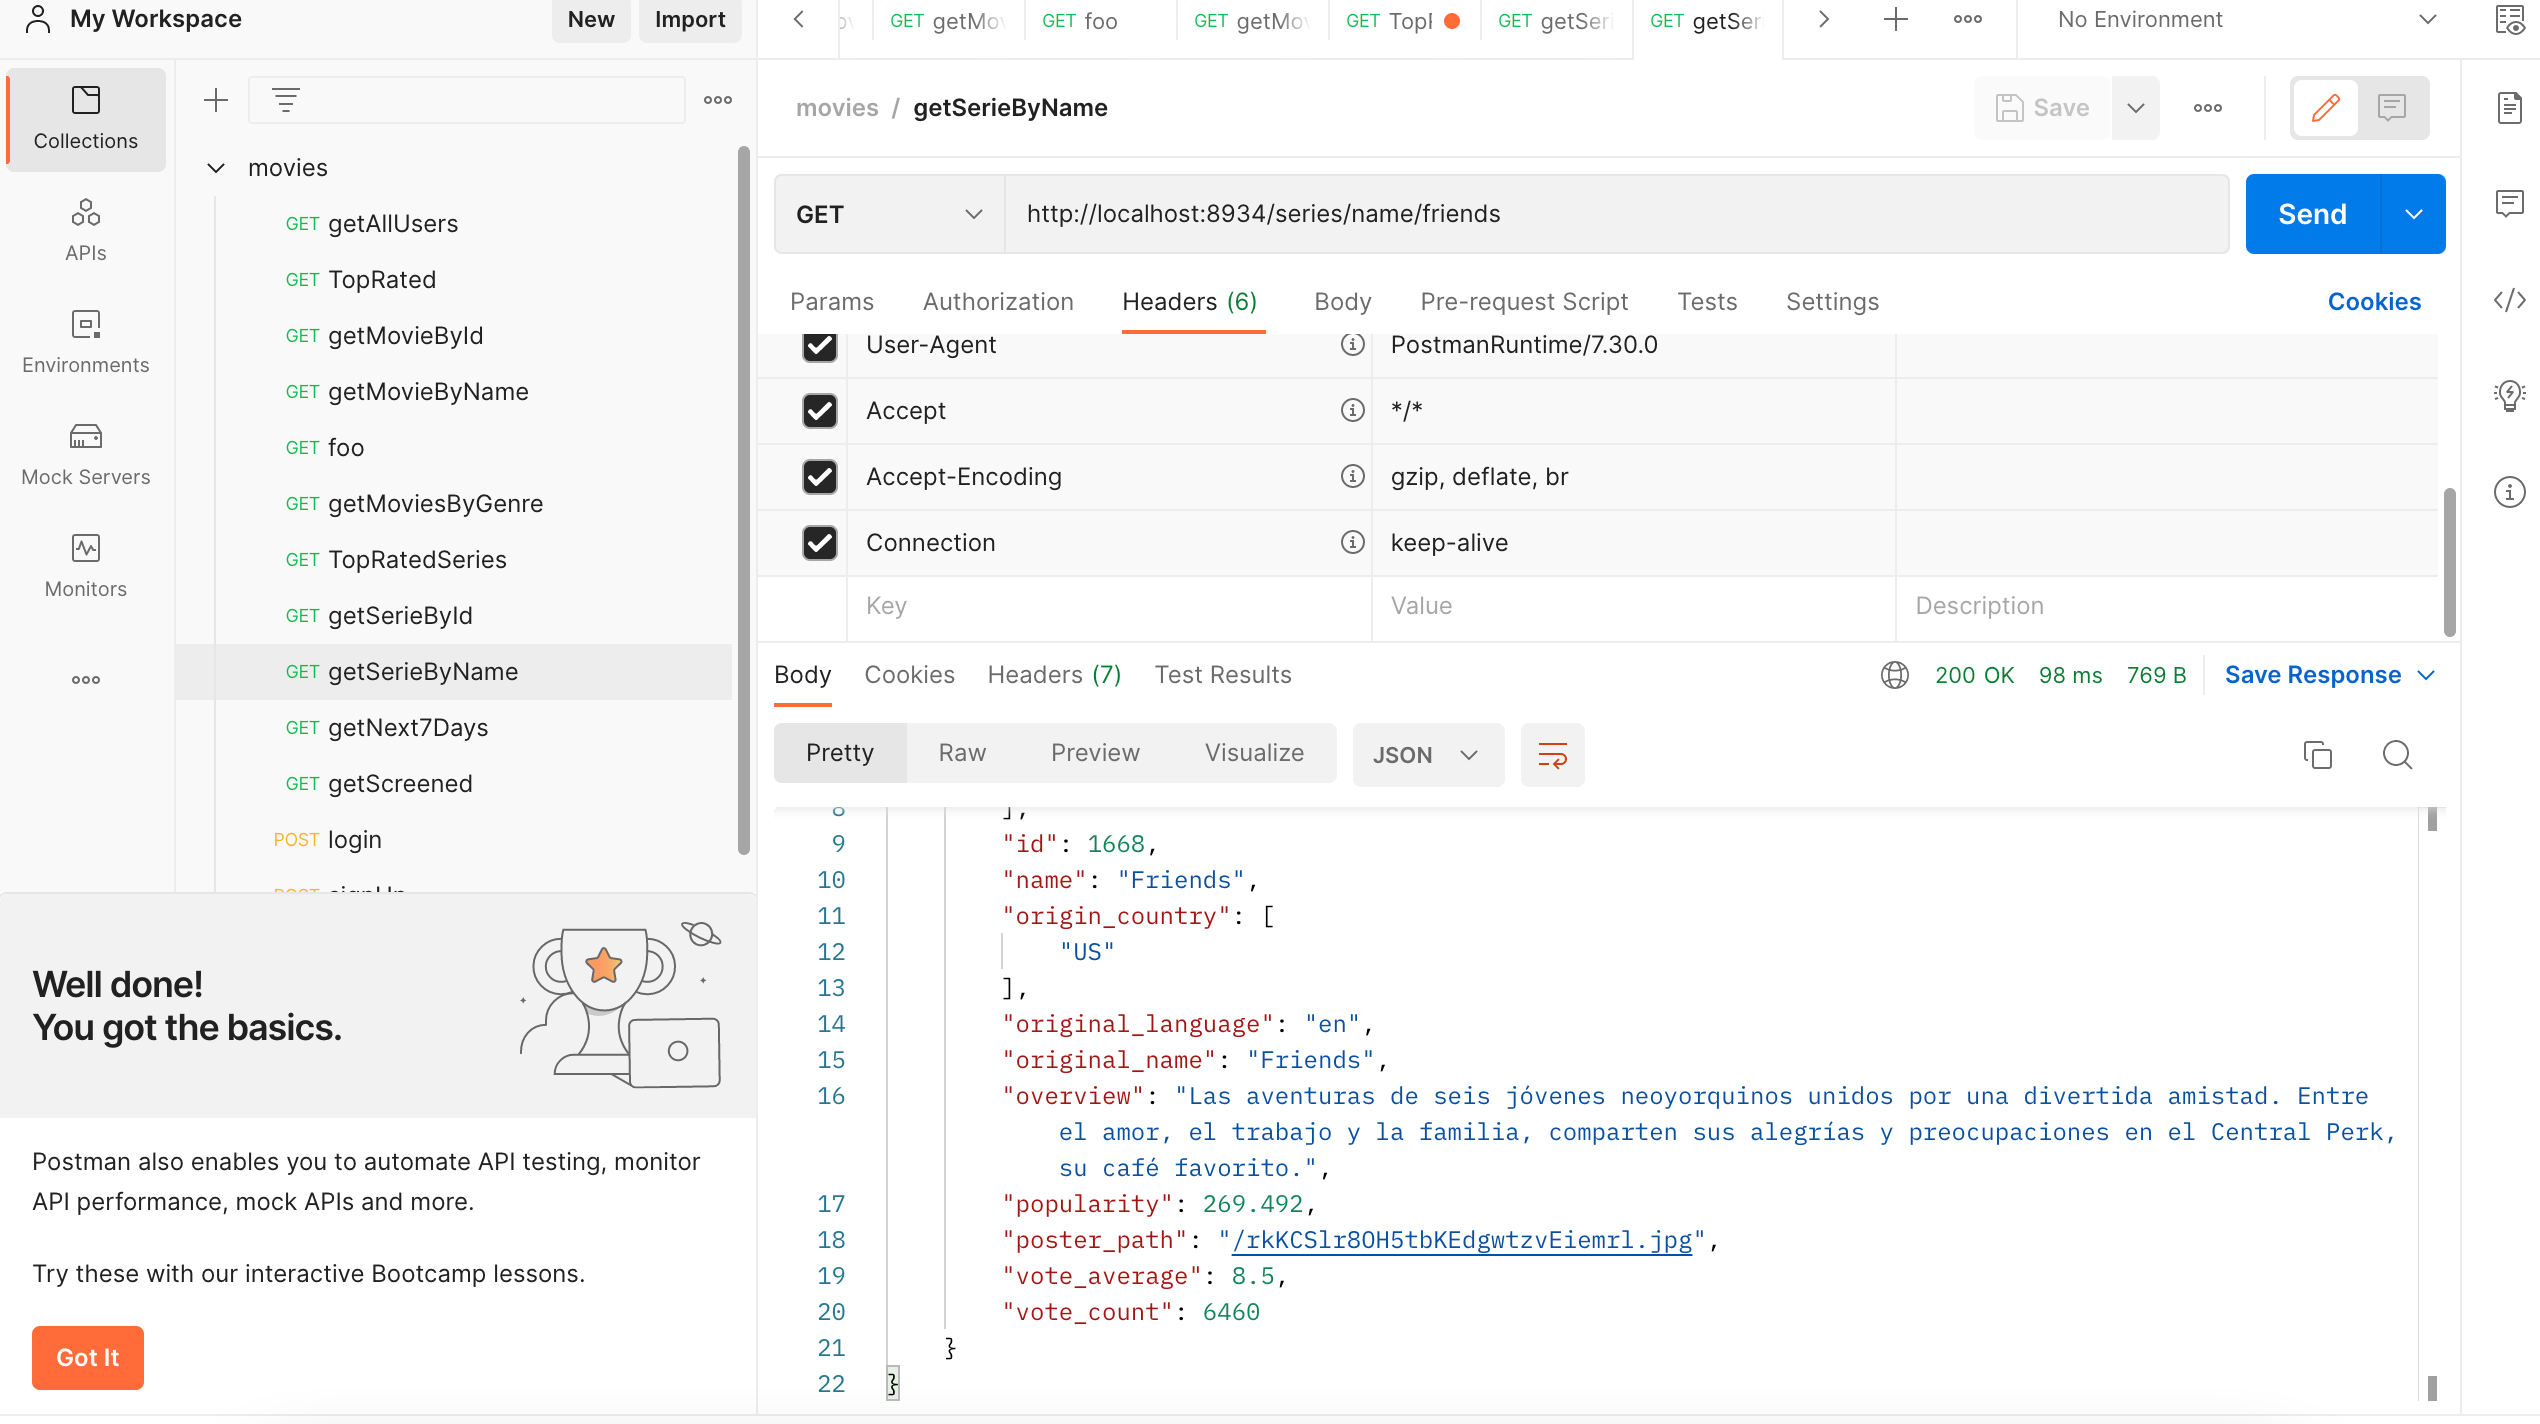 My Workspace
New
Import
GET getMov
GET foo
GET getMov
GET TopR
GET getSeri
GET getSer
No Environment
Collections
APIs
Environments
Mock Servers
Monitors
movies
GET getAllUsers
GET TopRated
GET getMovieById
GET getMovieByName
GET foo
GET getMoviesByGenre
GET TopRatedSeries
GET getSerieById
GET getSerieByName
GET getNext7Days
GET getScreened
POST login
POST signUp
Well done!
You got the basics.
Postman also enables you to automate API testing, monitor
API performance, mock APIs and more.
Try these with our interactive Bootcamp lessons.
Got It
movies / getSerieByName
Save
GET
http://localhost:8934/series/name/friends
Send
Params Authorization Headers (6) Body Pre-request Script Tests Settings Cookies
User-Agent PostmanRuntime/7.30.0
Accept */*
Accept-Encoding gzip, deflate, br
Connection keep-alive
Key Value Description
Body Cookies Headers (7) Test Results
200 OK 98 ms 769 B Save Response
Pretty Raw Preview Visualize JSON
8 ],
9 "id": 1668,
10 "name": "Friends",
11 "origin_country": [
12 "US"
13 ],
14 "original_language": "en",
15 "original_name": "Friends",
16 "overview": "Las aventuras de seis jóvenes neoyorquinos unidos por una divertida amistad. Entre
el amor, el trabajo y la familia, comparten sus alegrías y preocupaciones en el Central Perk,
su café favorito.",
17 "popularity": 269.492,
18 "poster_path": "/rkKCSlr8OH5tbKEdgwtzvEiemrl.jpg",
19 "vote_average": 8.5,
20 "vote_count": 6460
21 }
22 }